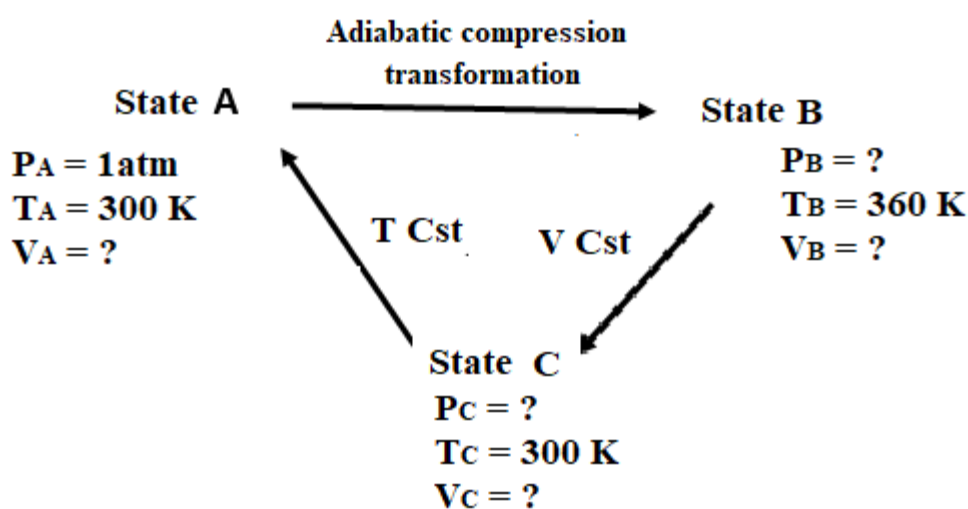 Adiabatic compression
transformation
State A
State B
PA = 1atm
TA = 300 K
VA = ?
PB = ?
TB = 360 K
VB = ?
T Cst
V Cst
State C
PC = ?
TC = 300 K
VC = ?